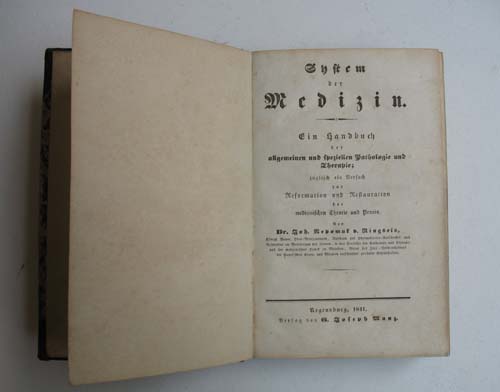 System
der
Medizin.
Ein Handbuch
der
allgemeinen und speziellen Pathologie und
Therapie;
zugleich ein Versuch
zur
Reformation und Restauration
der
medizinischen Theorie und Praxis.
Von
Dr. Joh. Nepomuk v. Ringseis,
Regensburg, 1841.
Verlag von G. Joseph Manz.